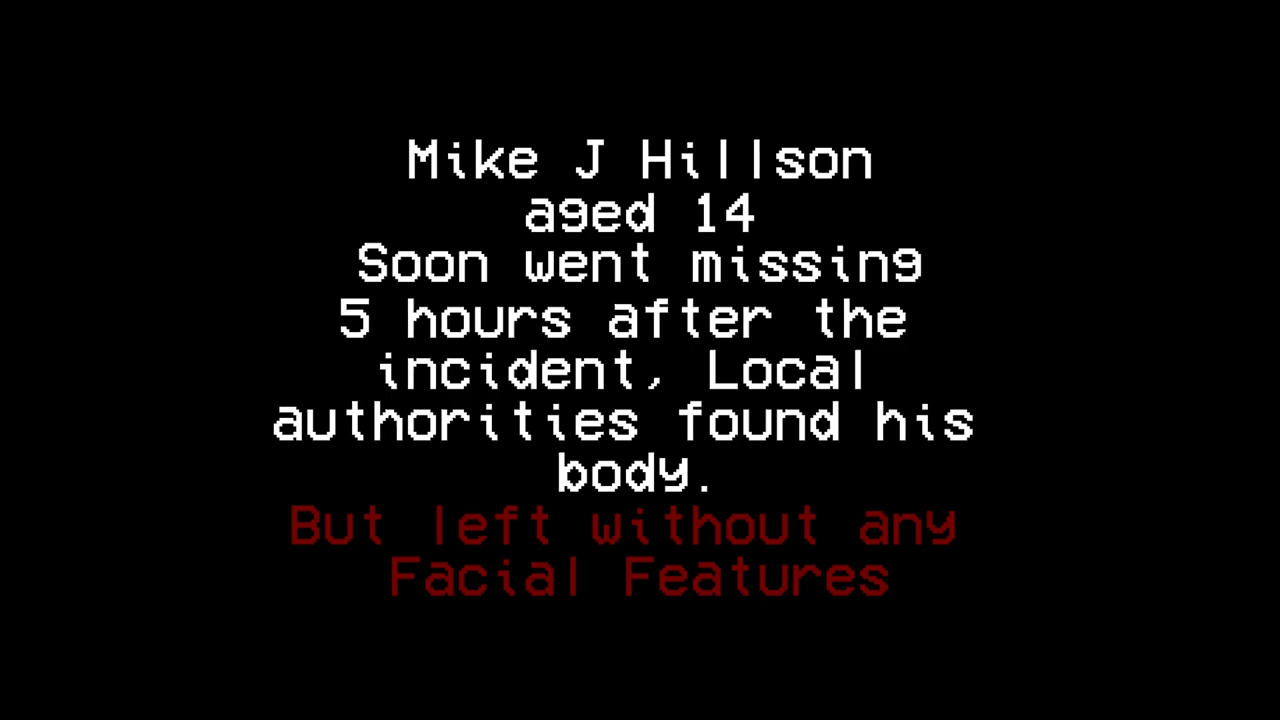 Mike J Hillson
aged 14
Soon went missing
5 hours after the
incident, Local
authorities found his
body.
But left without any
Facial Features